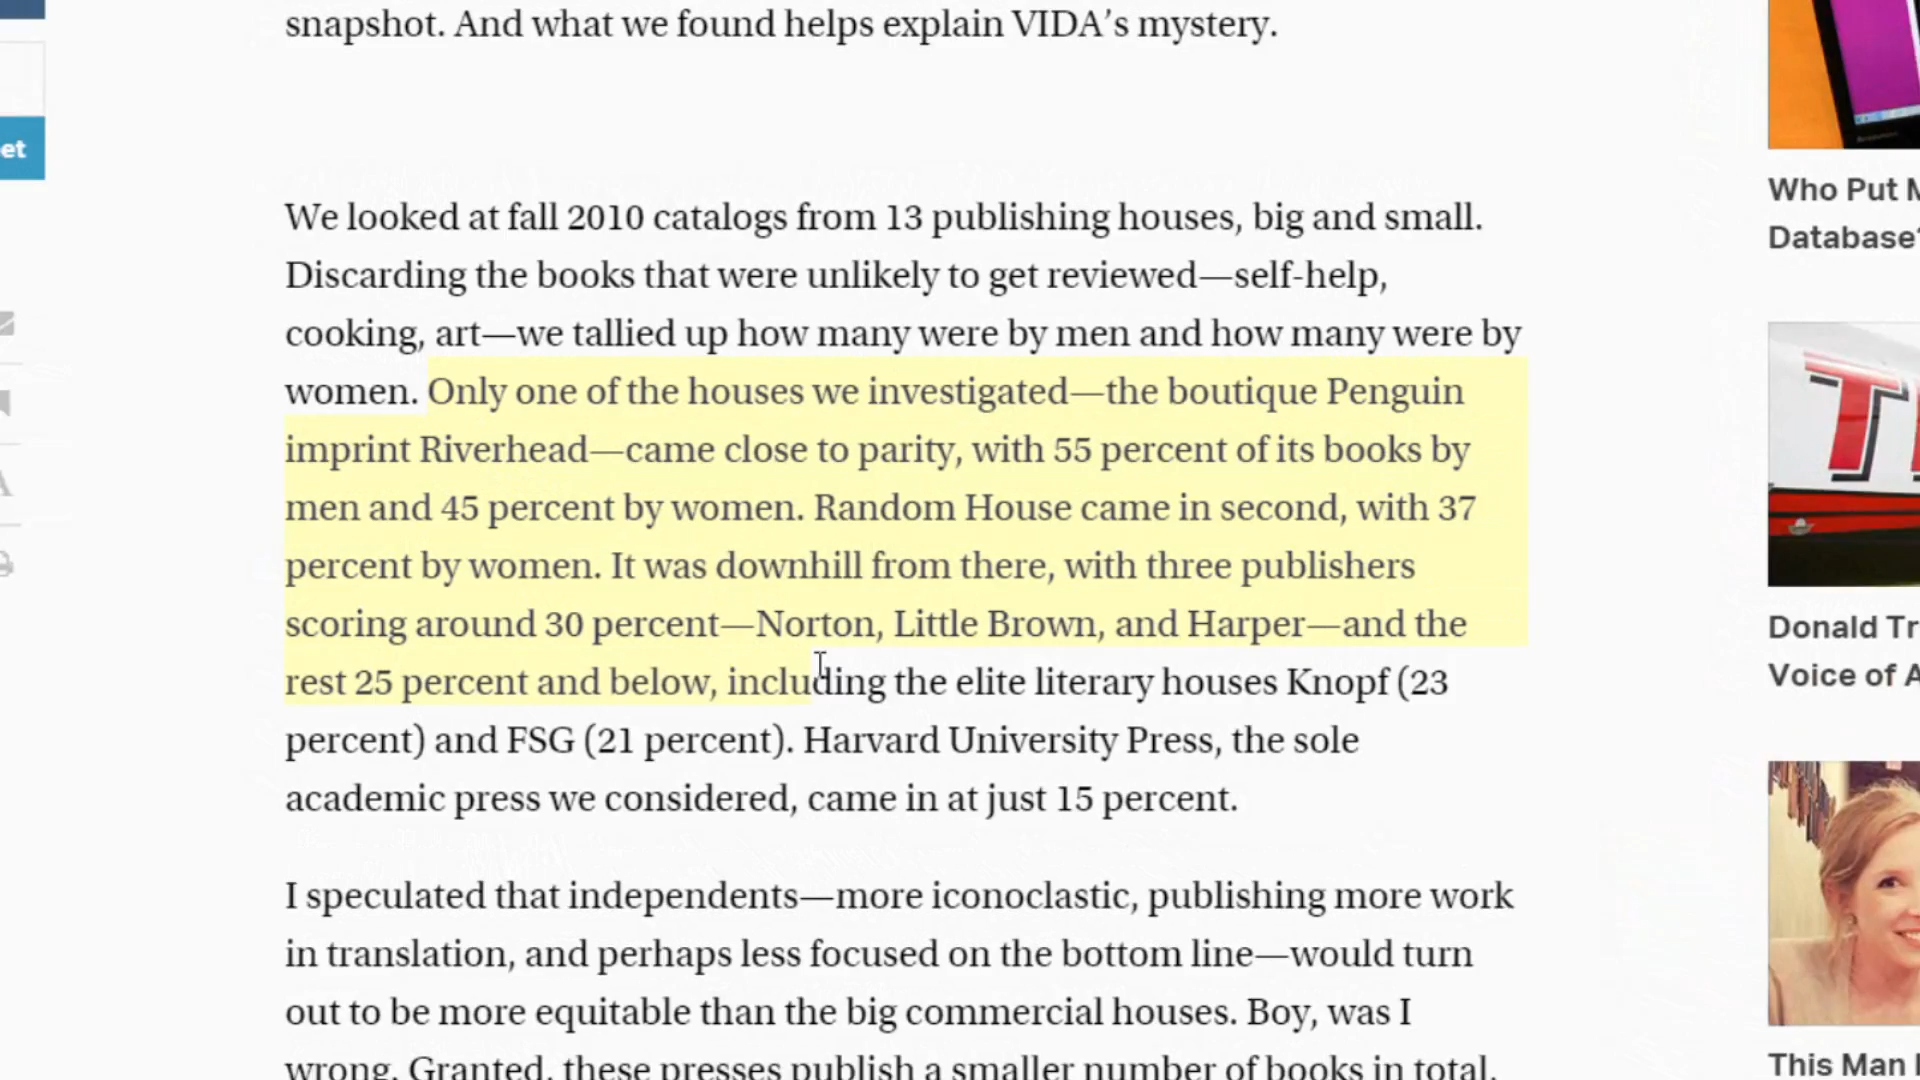 snapshot. And what we found helps explain VIDA’s mystery.
et
Who Put M
Database?
We looked at fall 2010 catalogs from 13 publishing houses, big and small.
Discarding the books that were unlikely to get reviewed—self-help,
cooking, art—we tallied up how many were by men and how many were by
women. Only one of the houses we investigated—the boutique Penguin
imprint Riverhead—came close to parity, with 55 percent of its books by
men and 45 percent by women. Random House came in second, with 37
percent by women. It was downhill from there, with three publishers
scoring around 30 percent—Norton, Little Brown, and Harper—and the
rest 25 percent and below, including the elite literary houses Knopf (23
percent) and FSG (21 percent). Harvard University Press, the sole
academic press we considered, came in at just 15 percent.
T
Donald Tr
Voice of A
I speculated that independents—more iconoclastic, publishing more work
in translation, and perhaps less focused on the bottom line—would turn
out to be more equitable than the big commercial houses. Boy, was I
wrong. Granted, these presses publish a smaller number of books in total,
This Man